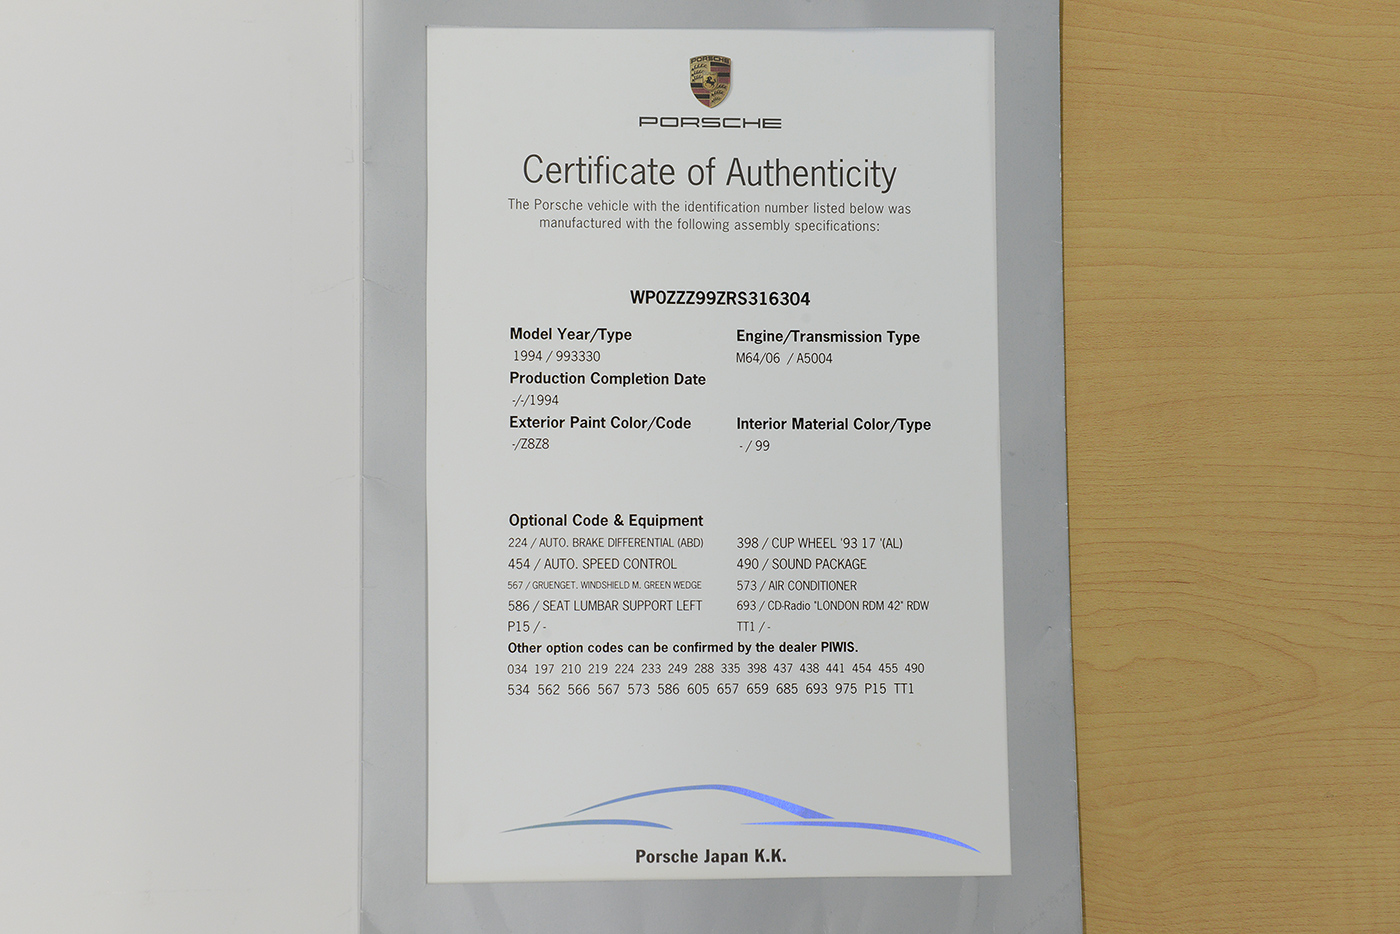 PORSCHE
PORSCHE
Certificate of Authenticity
The Porsche vehicle with the identification number listed below was
manufactured with the following assembly specifications:
WP0ZZZ99ZRS316304
Model Year/Type
1994 / 993330
Engine/Transmission Type
M64/06 / A5004
Production Completion Date
-/-/1994
Exterior Paint Color/Code
-/Z8Z8
Interior Material Color/Type
- / 99
Optional Code & Equipment
224 / AUTO. BRAKE DIFFERENTIAL (ABD)
398 / CUP WHEEL '93 17 '(AL)
454 / AUTO. SPEED CONTROL
490 / SOUND PACKAGE
567 / GRUENGET. WINDSHIELD M. GREEN WEDGE
573 / AIR CONDITIONER
586 / SEAT LUMBAR SUPPORT LEFT
693 / CD-Radio "LONDON RDM 42" RDW
P15 / -
TT1 / -
Other option codes can be confirmed by the dealer PIWIS.
034 197 210 219 224 233 249 288 335 398 437 438 441 454 455 490
534 562 566 567 573 586 605 657 659 685 693 975 P15 TT1
Porsche Japan K.K.